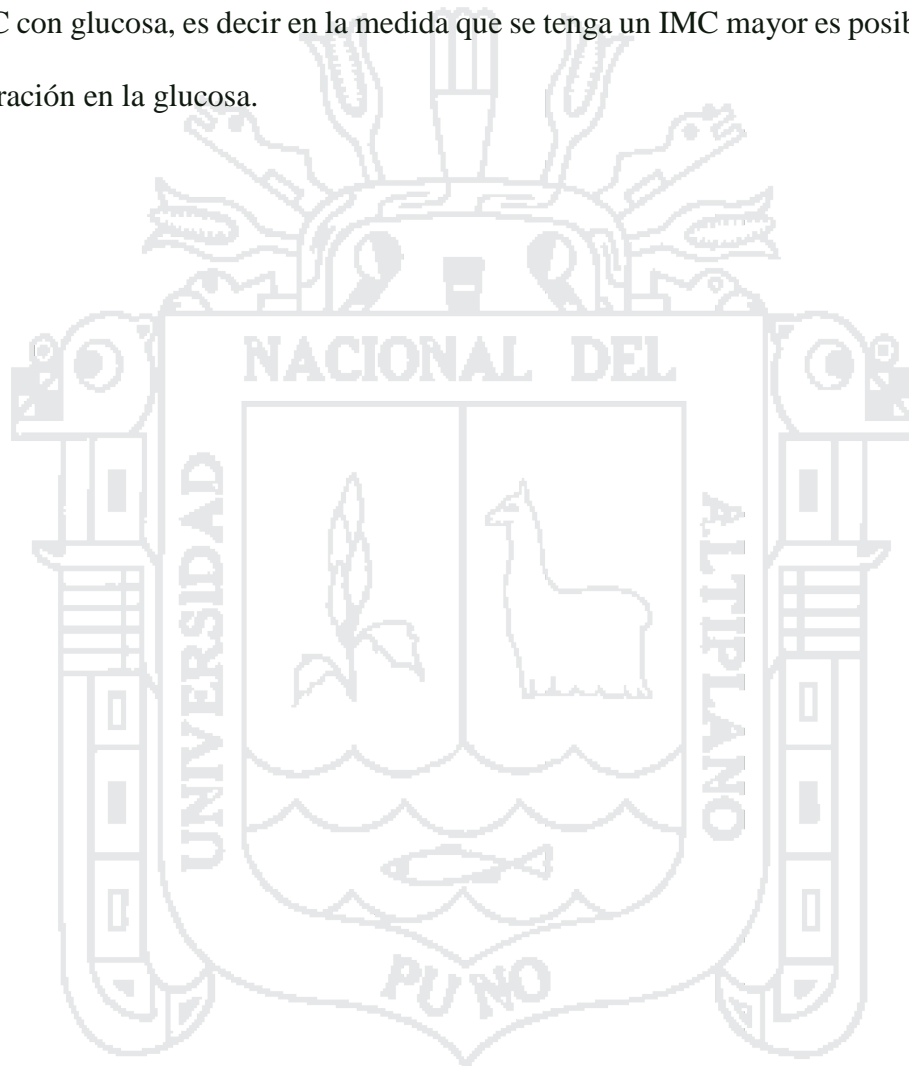 C con glucosa, es decir en la medida que se tenga un IMC mayor es posib
ración en la glucosa.
NACIONAL DEL
UNIVERSIDAD
ALTIPLANO
PUNO